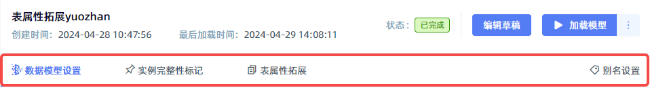 表属性拓展yuozhan
创建时间：2024-04-28 10:47:56 最后加载时间：2024-04-29 14:08:11 状态：已完成 编辑草稿 加载模型
数据模型设置 实例完整性标记 表属性拓展 别名设置